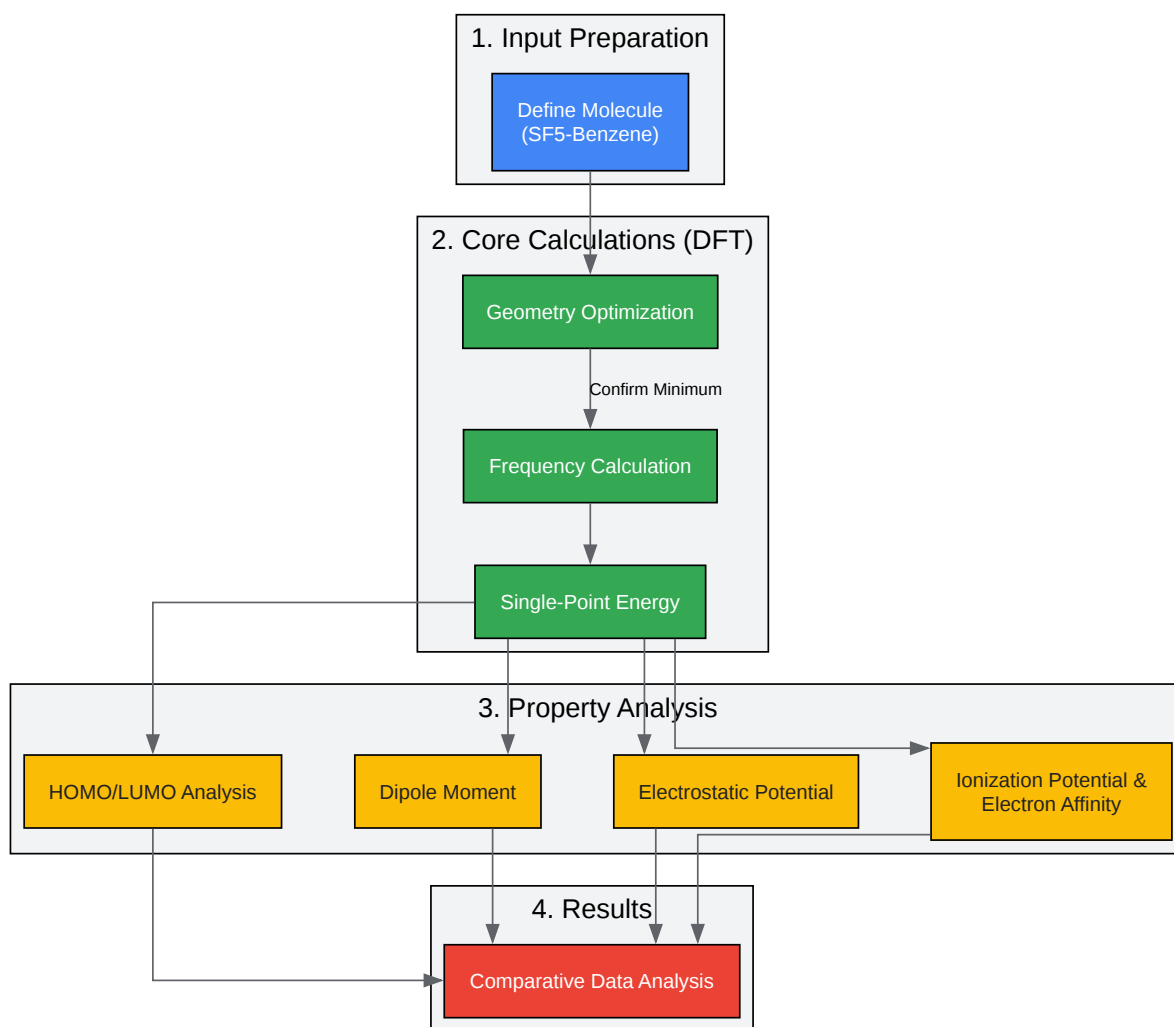 1. Input Preparation
Define Molecule
(SF5-Benzene)
2. Core Calculations (DFT)
Geometry Optimization
Confirm Minimum
Frequency Calculation
Single-Point Energy
3. Property Analysis
HOMO/LUMO Analysis
Dipole Moment
Electrostatic Potential
Ionization Potential &
Electron Affinity
4. Results
Comparative Data Analysis